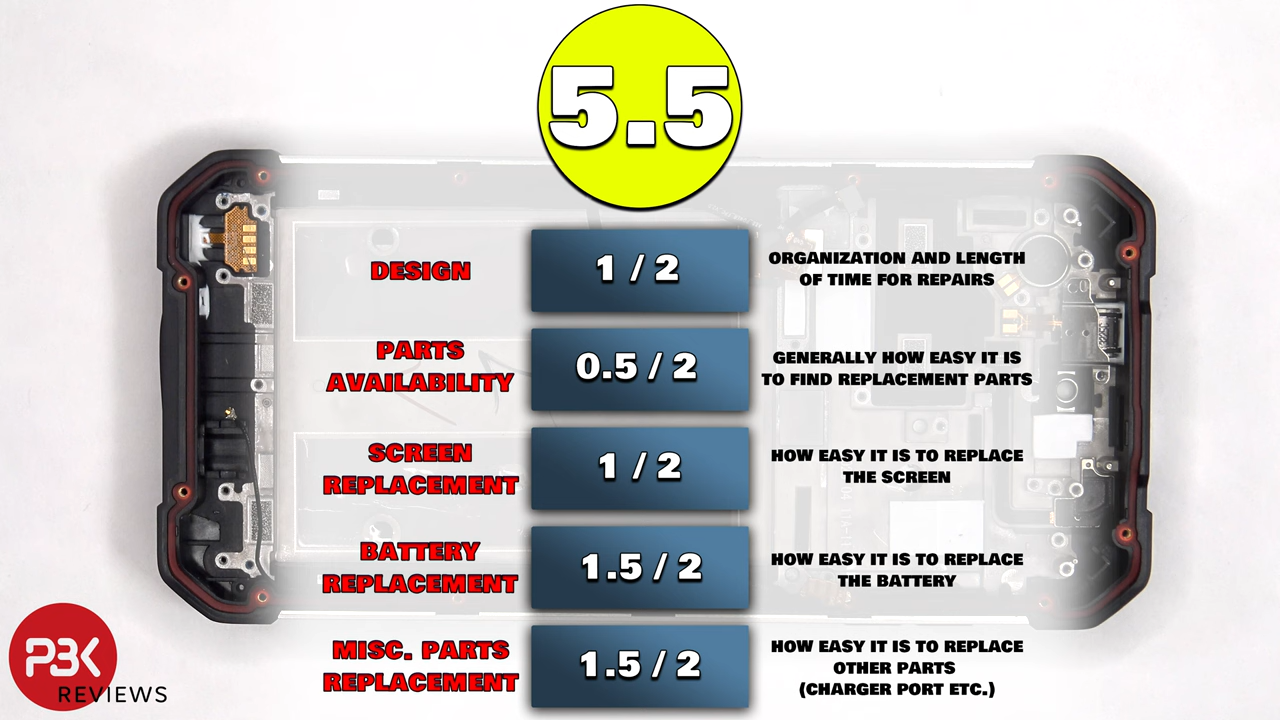 5.5
DESIGN
1 / 2
ORGANIZATION AND LENGTH
OF TIME FOR REPAIRS
PARTS
AVAILABILITY
0.5 / 2
GENERALLY HOW EASY IT IS
TO FIND REPLACEMENT PARTS
SCREEN
REPLACEMENT
1 / 2
HOW EASY IT IS TO REPLACE
THE SCREEN
BATTERY
REPLACEMENT
1.5 / 2
HOW EASY IT IS TO REPLACE
THE BATTERY
MISC. PARTS
REPLACEMENT
1.5 / 2
HOW EASY IT IS TO REPLACE
OTHER PARTS
(CHARGER PORT ETC.)
PBK
REVIEWS